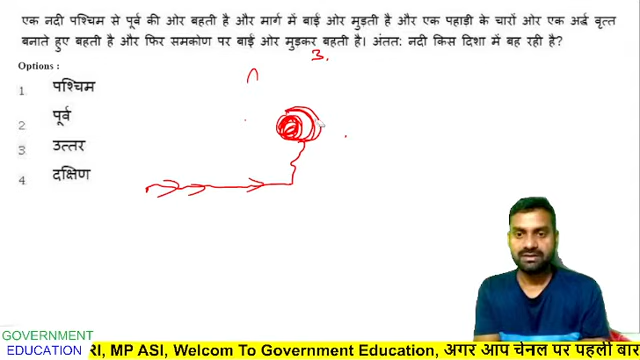 एक नदी पश्चिम से पूर्व की ओर बहती है और मार्ग में बाई ओर मुड़ती है और एक पहाडी के चारों ओर एक अर्द्ध वृत्त
बनाते हुए बहती है और फिर समकोण पर बाई ओर मुड़कर बहती है। अंतत: नदी किस दिशा में बह रही है?
3.
Options :
1. पश्चिम
2. पूर्व
3. उत्तर
4. दक्षिण
GOVERNMENT
EDUCATION
RI, MP ASI, Welcom To Government Education, अगर आप चेनल पर पहली बार